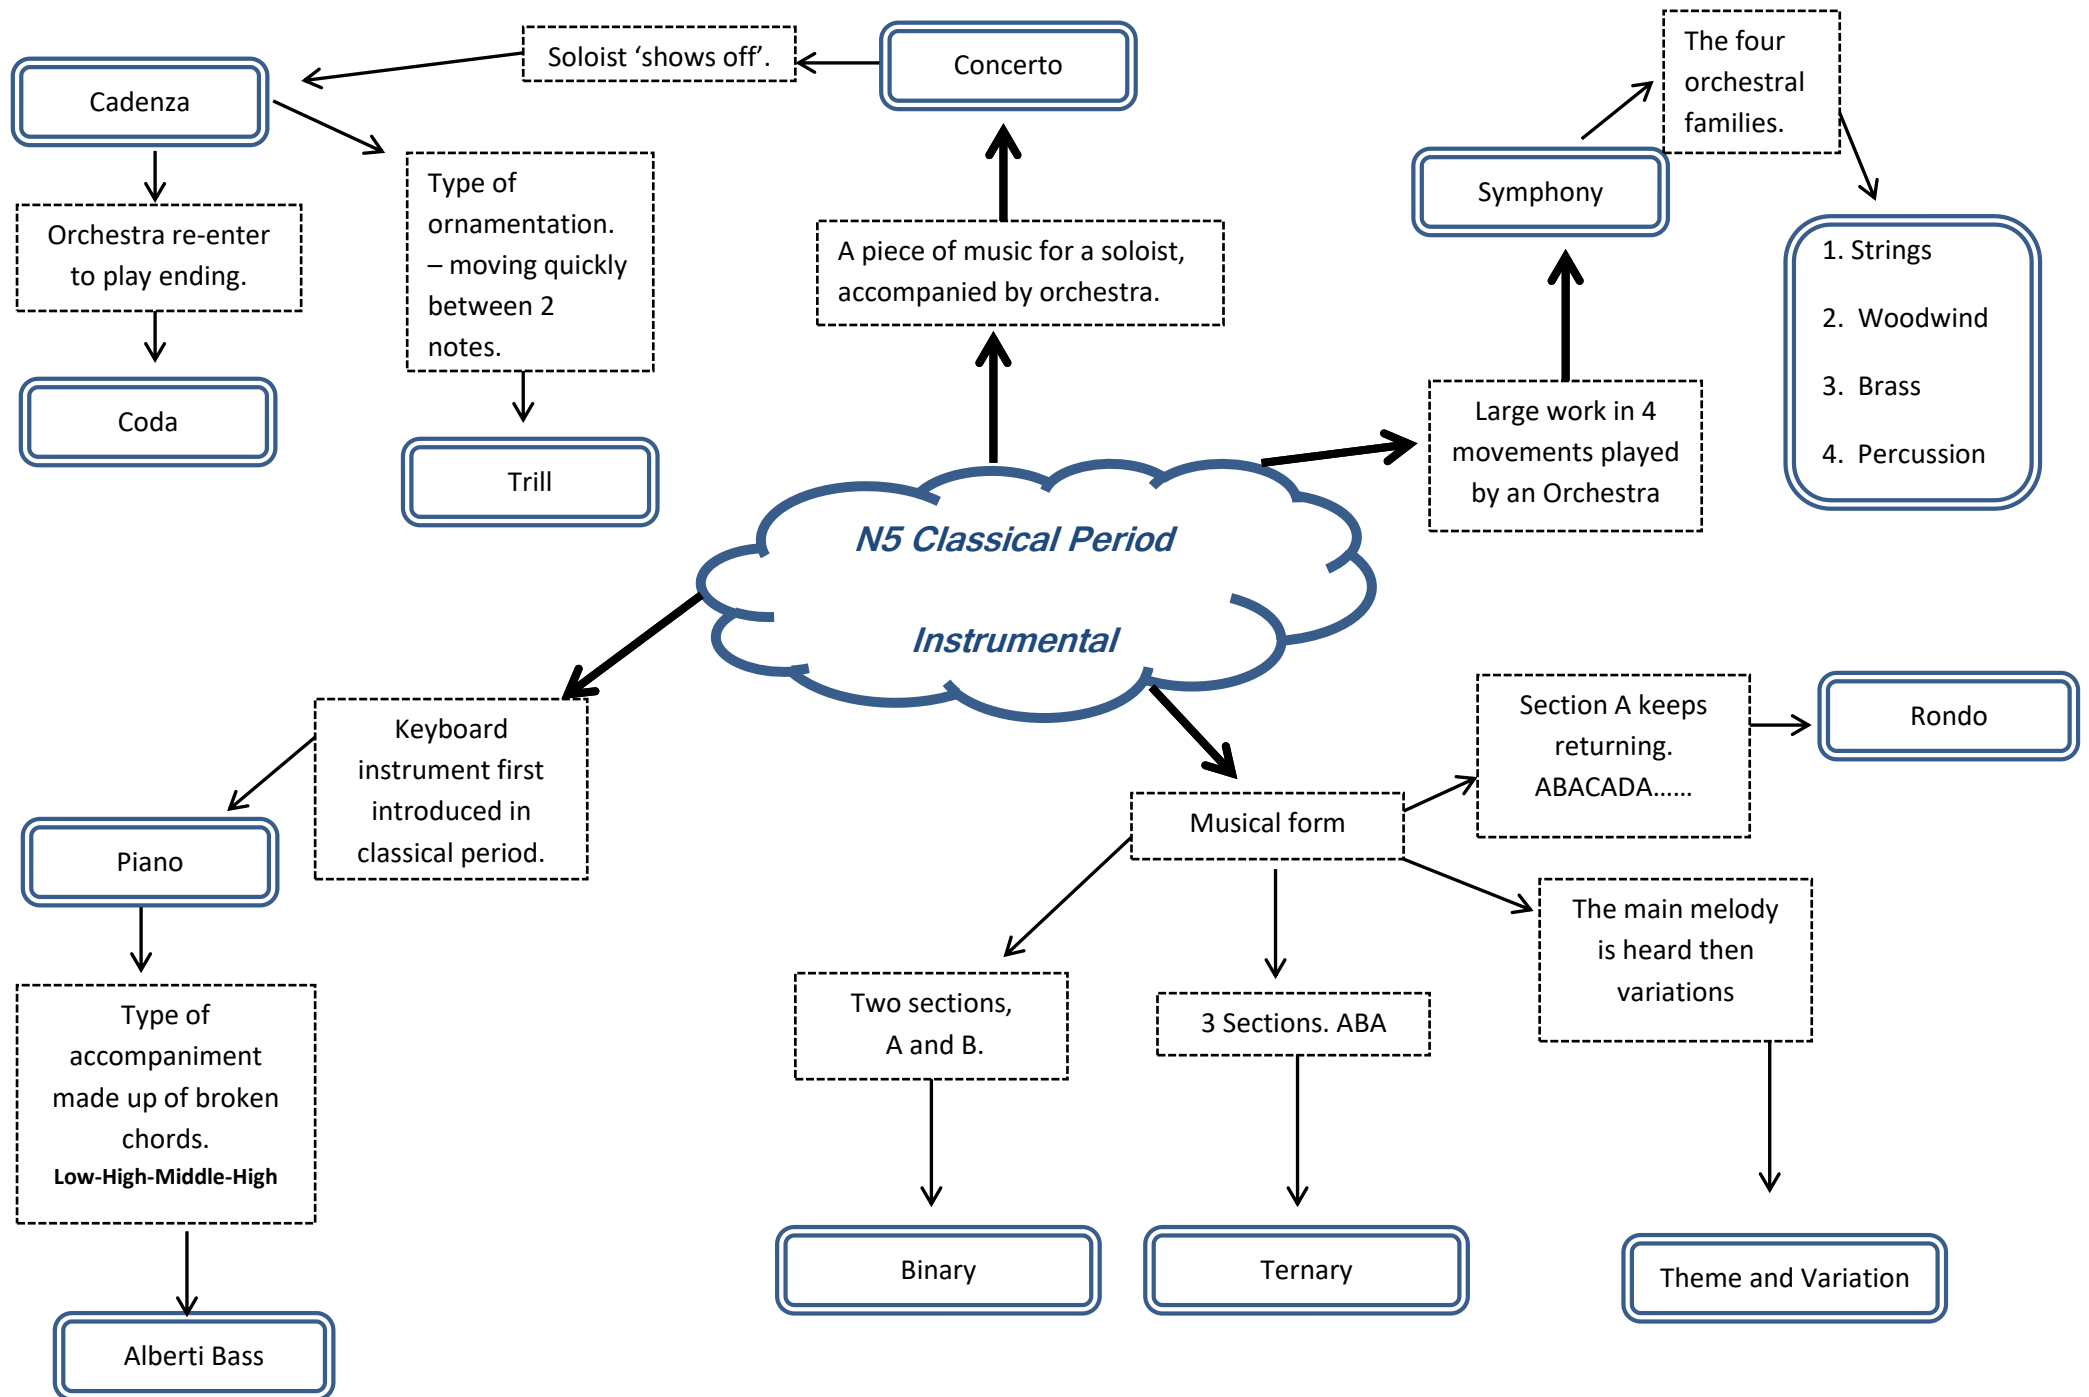 Soloist ‘shows off’.
Concerto
The four
orchestral
families.
Cadenza
Symphony
Type of
ornamentation.
– moving quickly
between 2
notes.
Orchestra re-enter
to play ending.
A piece of music for a soloist,
accompanied by orchestra.
1. Strings
2. Woodwind
3. Brass
4. Percussion
Coda
Large work in 4
movements played
by an Orchestra
Trill
N5 Classical Period
Instrumental
Keyboard
instrument first
introduced in
classical period.
Section A keeps
returning.
ABACADA......
Rondo
Musical form
Piano
The main melody
is heard then
variations
Two sections,
A and B.
3 Sections. ABA
Type of
accompaniment
made up of broken
chords.
Low-High-Middle-High
Binary
Ternary
Theme and Variation
Alberti Bass